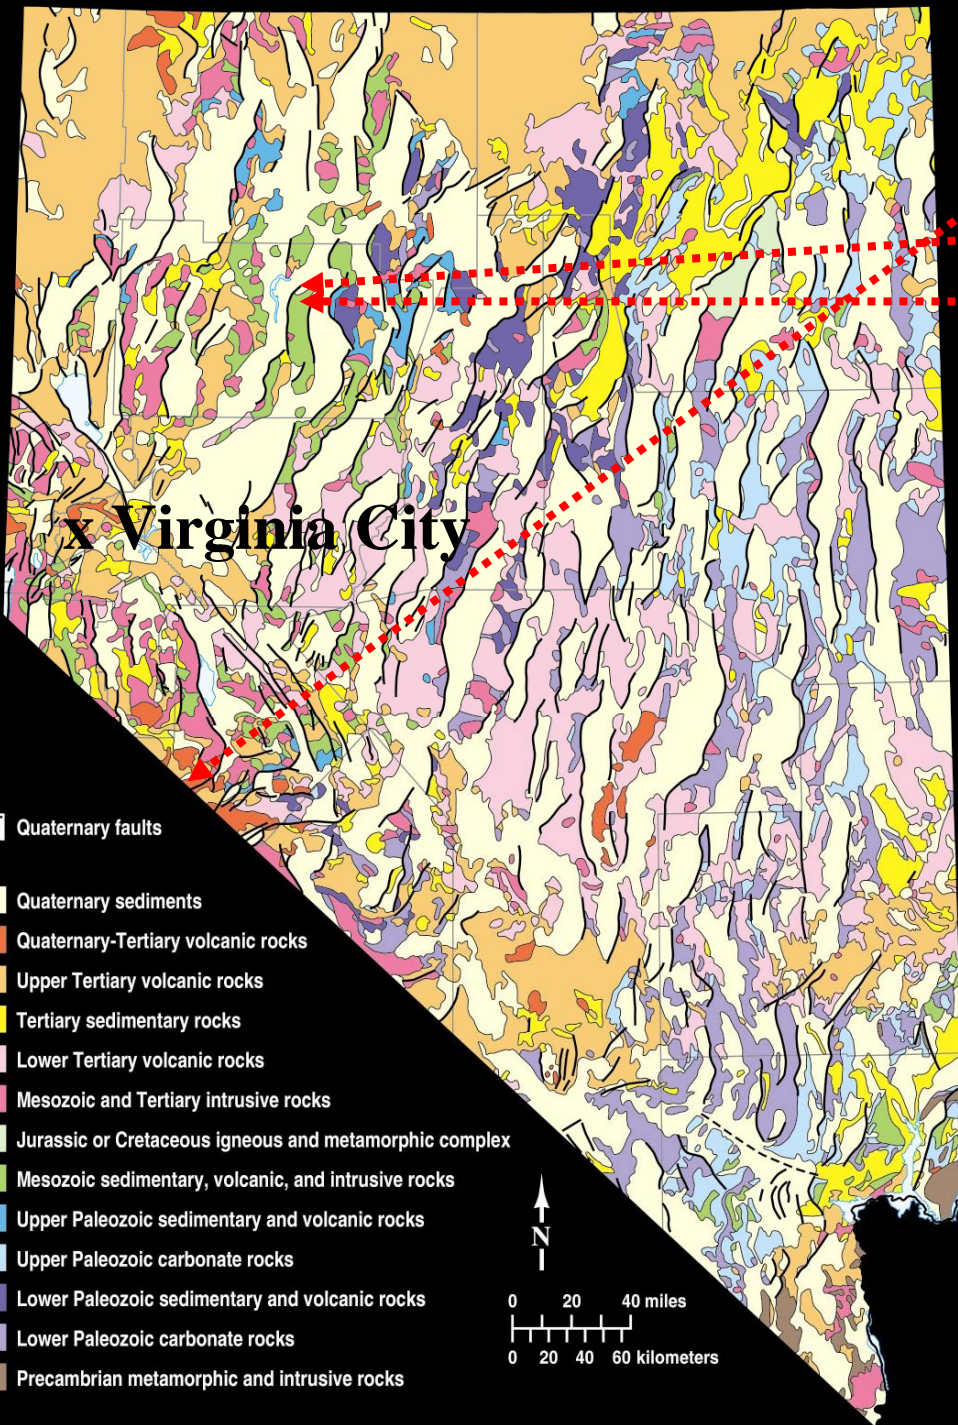 x Virginia City
Quaternary faults
Quaternary sediments
Quaternary-Tertiary volcanic rocks
Upper Tertiary volcanic rocks
Tertiary sedimentary rocks
Lower Tertiary volcanic rocks
Mesozoic and Tertiary intrusive rocks
Jurassic or Cretaceous igneous and metamorphic complex
Mesozoic sedimentary, volcanic, and intrusive rocks
Upper Paleozoic sedimentary and volcanic rocks
Upper Paleozoic carbonate rocks
Lower Paleozoic sedimentary and volcanic rocks
Lower Paleozoic carbonate rocks
Precambrian metamorphic and intrusive rocks
N
0 20 40 miles
0 20 40 60 kilometers